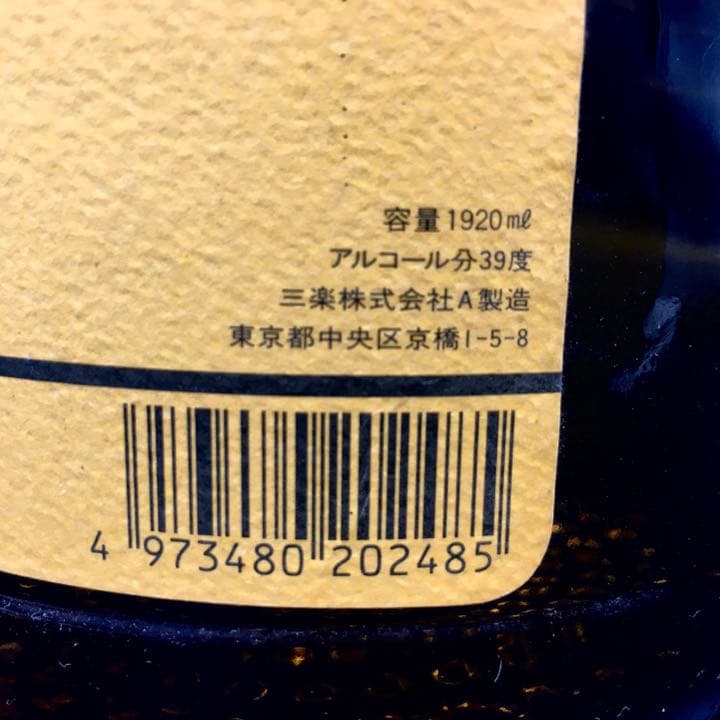 容量1920㎖
アルコール分39度
三楽株式会社A製造
東京都中央区京橋1-5-8
4 973480 202485